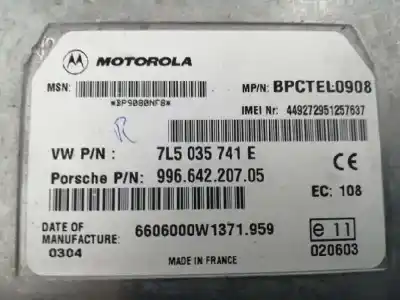 MOTOROLA
MSN:
*BPS080NFB*
MP/N: BPCTEL0908
IMEI Nr: 449272951257637
R
VW P/N : 7L5 035 741 E
Porsche P/N: 996.642.207.05
CE
EC: 108
DATE OF MANUFACTURE:
6606000W1371.959
e 11
0304
020603
MADE IN FRANCE